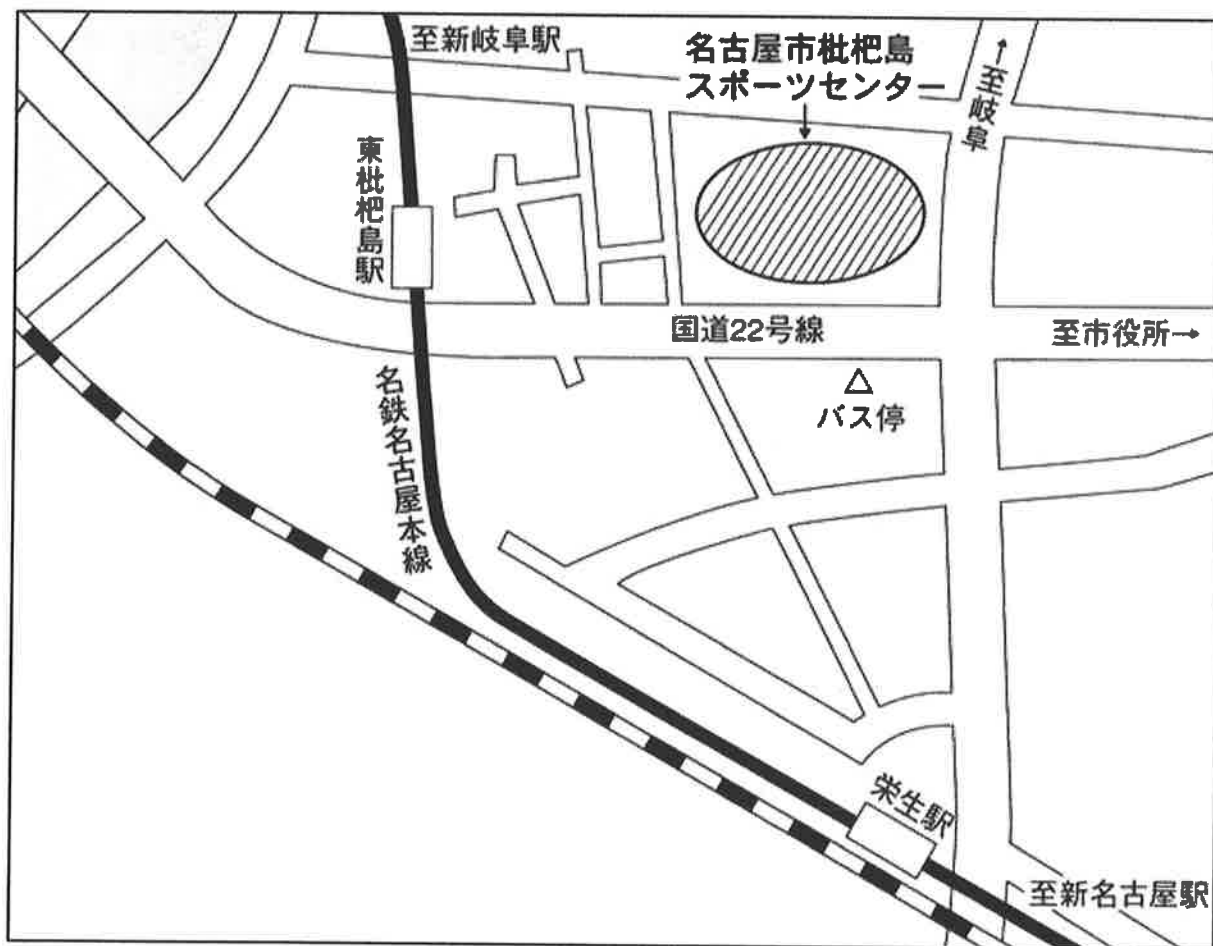 至新岐阜駅
名古屋市枇杷島
スポーツセンター
←至岐阜
東枇杷島駅
国道22号線
至市役所→
バス停
名鉄名古屋本線
栄生駅
至新名古屋駅